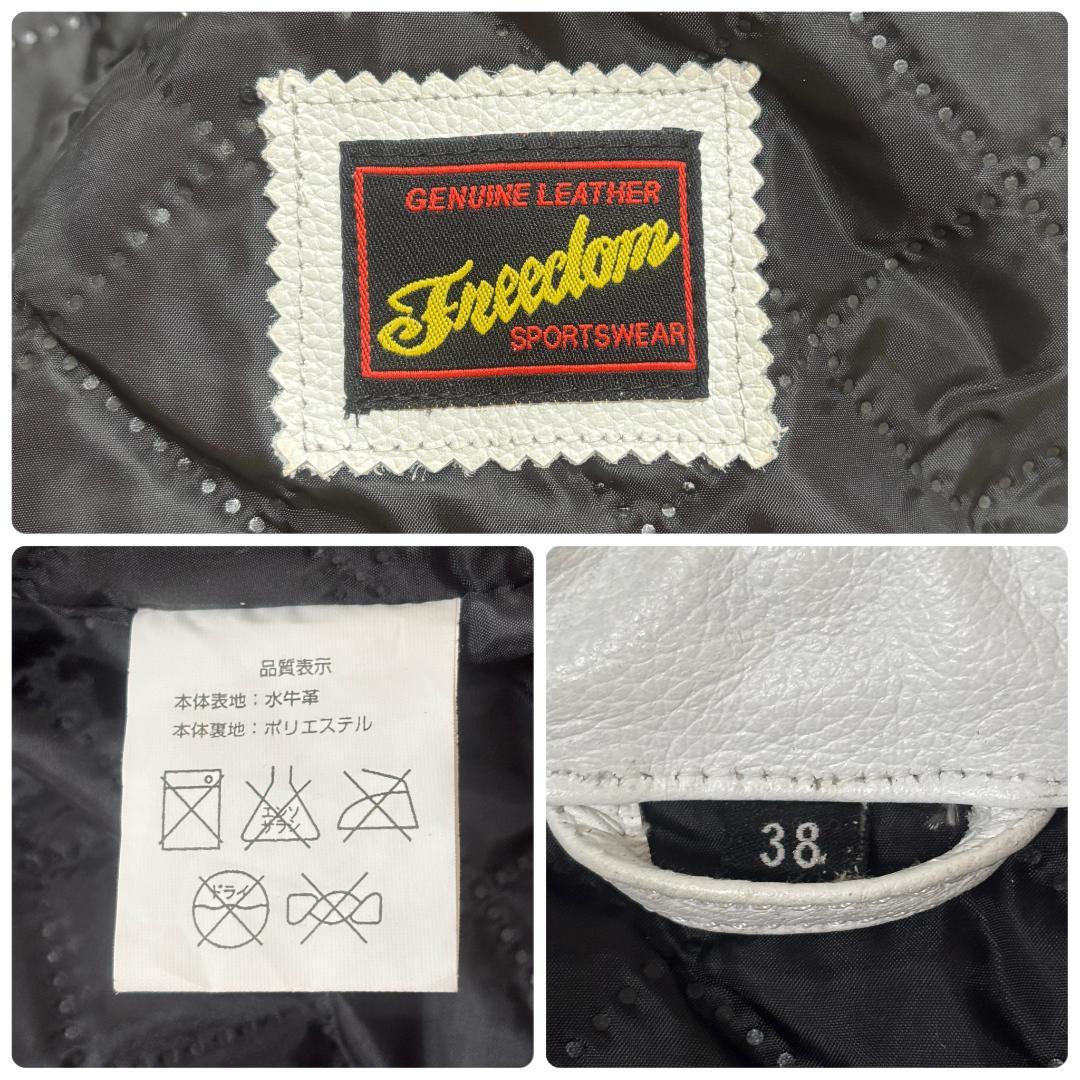 GENUINE LEATHER
Freedom
SPORTSWEAR
品質表示
本体表地：水牛革
本体裏地：ポリエステル
エンソ
サラシ
ドライ
38